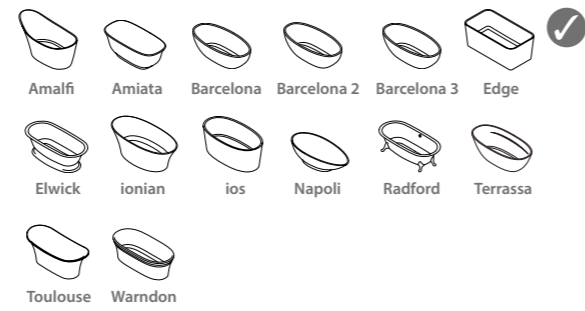 Amalfi Amiata Barcelona Barcelona 2 Barcelona 3 Edge
Elwick ionian ios Napoli Radford Terrassa
Toulouse Warndon